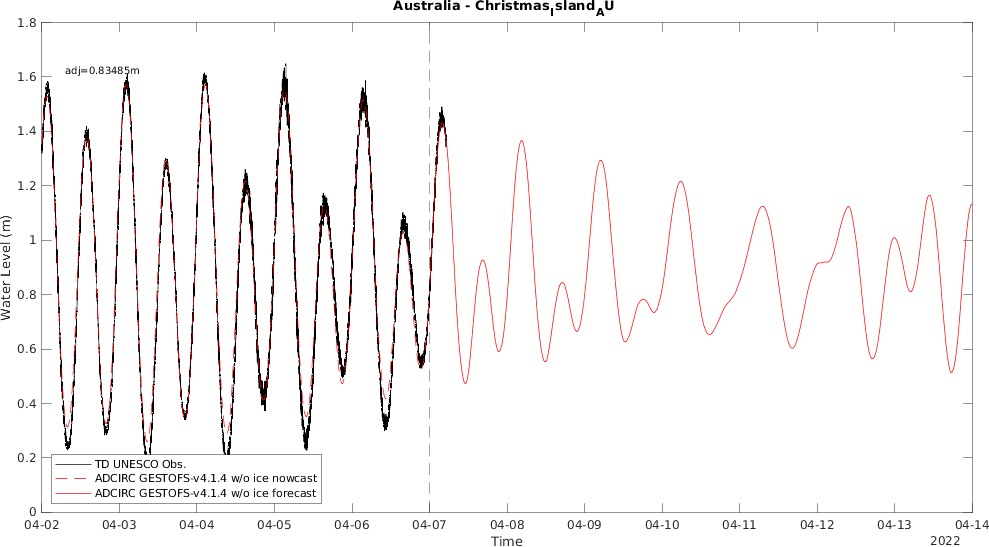 Australia - Christmas_Island_AU
1.8
adj=0.83485m
1.6
1.4
1.2
1
0.8
0.6
0.4
0.2
0
Water Level (m)
TD UNESCO Obs.
ADCIRC GESTOFS-v4.1.4 w/o ice nowcast
ADCIRC GESTOFS-v4.1.4 w/o ice forecast
04-02 04-03 04-04 04-05 04-06 04-07 04-08 04-09 04-10 04-11 04-12 04-13 04-14
Time
2022